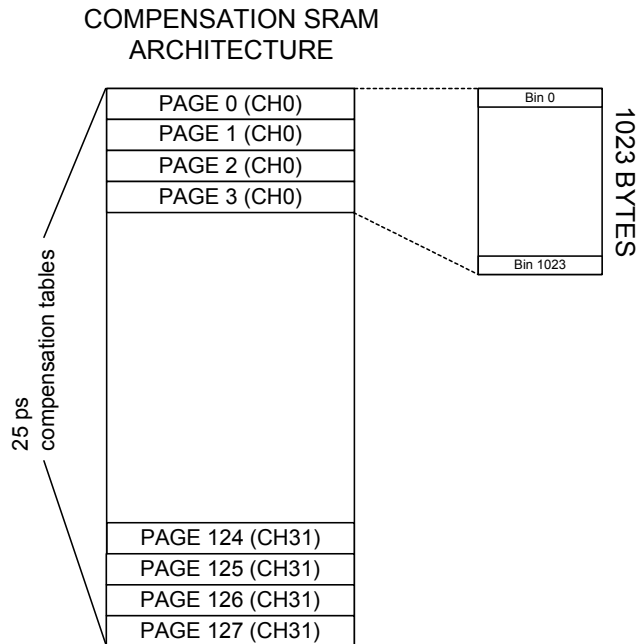 COMPENSATION SRAM
ARCHITECTURE
PAGE 0 (CH0)
PAGE 1 (CH0)
PAGE 2 (CH0)
PAGE 3 (CH0)
Bin 0
Bin 1023
1023 BYTES
25 ps
compensation tables
PAGE 124 (CH31)
PAGE 125 (CH31)
PAGE 126 (CH31)
PAGE 127 (CH31)